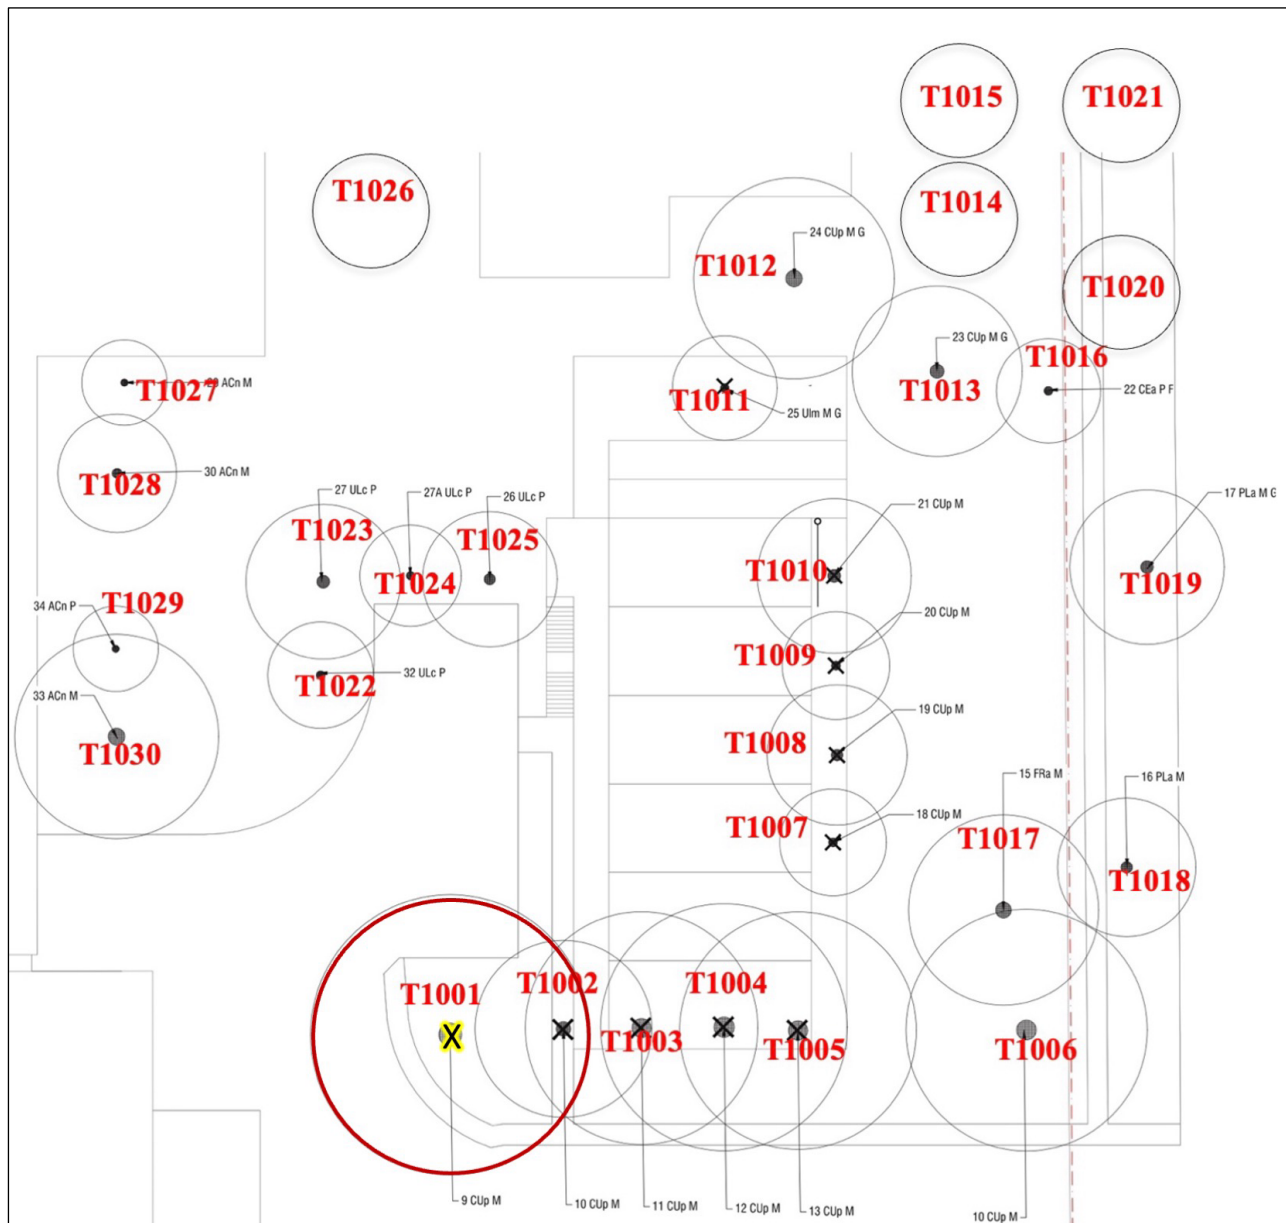 T1015
T1021
T1026
T1014
24 CUp M G
T1012
T1020
23 CUp M G
T1016
T1027
ACn M
T1011
T1013
22 CEa P F
25 Ulm M G
T1028
30 ACn M
27 ULc P
27A ULc P
26 ULc P
21 CUp M
17 PLa M G
T1023
T1025
T1024
T1010
T1019
34 ACn P
T1029
20 CUp M
T1009
32 ULc P
T1022
33 ACn M
19 CUp M
T1030
T1008
15 FRa M
16 PLa M
T1007
18 CUp M
T1017
T1018
T1001
T1002
T1004
X
T1003
T1005
T1006
9 CUp M
10 CUp M
11 CUp M
12 CUp M
13 CUp M
10 CUp M